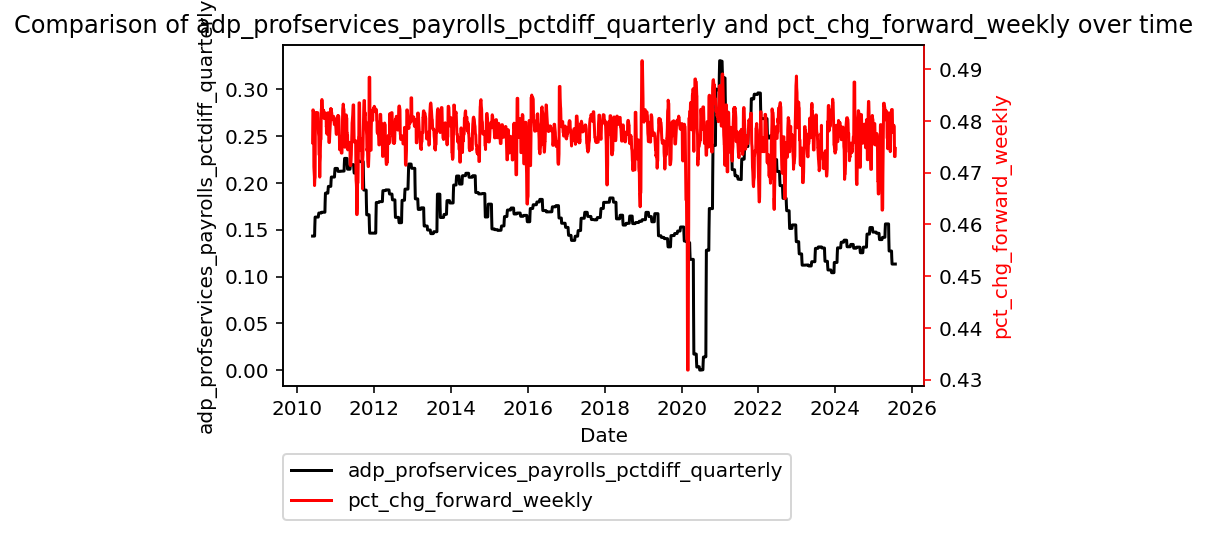 Comparison of adp_profservices_payrolls_pctdiff_quarterly and pct_chg_forward_weekly over time
adp_profservices_payrolls_pctdiff_quarterly
0.30
0.25
0.20
0.15
0.10
0.05
0.00
0.49
0.48
0.47
0.46
0.45
0.44
0.43
pct_chg_forward_weekly
2010 2012 2014 2016 2018 2020 2022 2024 2026
Date
adp_profservices_payrolls_pctdiff_quarterly
pct_chg_forward_weekly